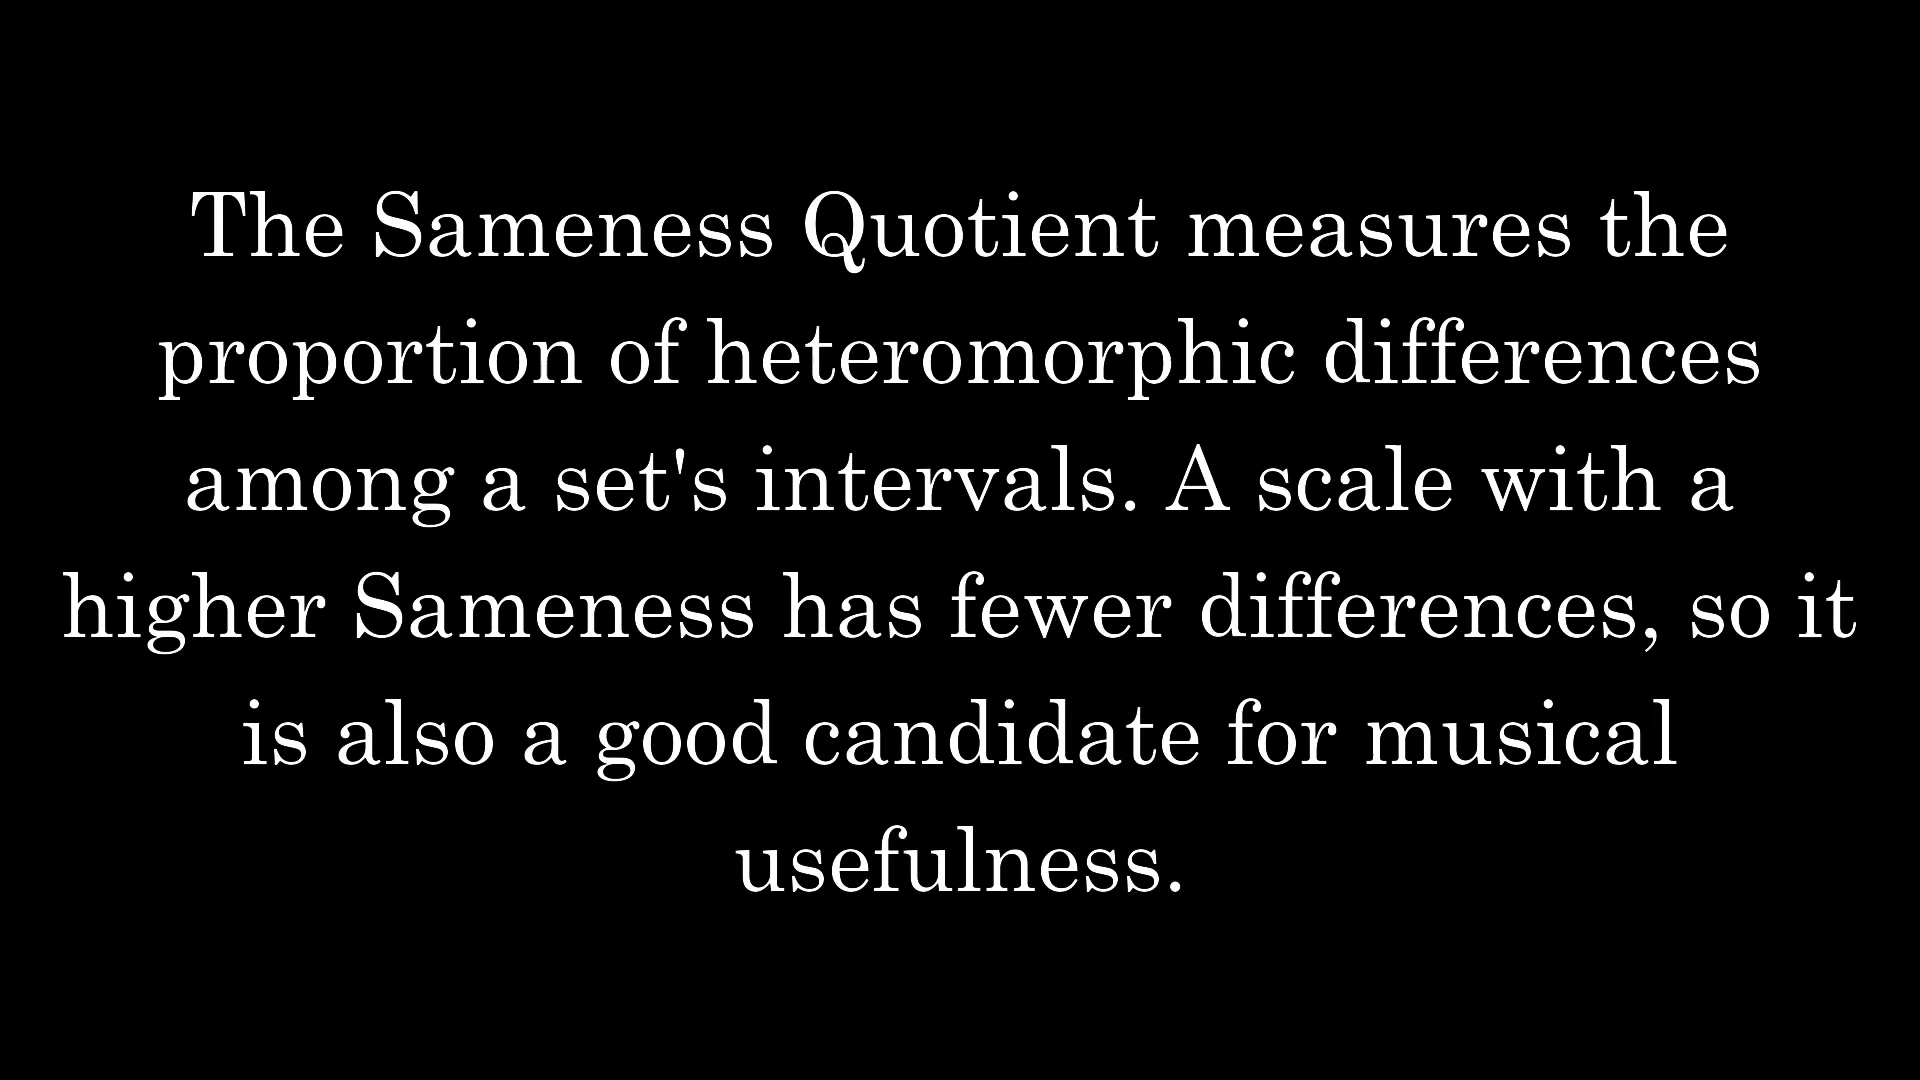 The Sameness Quotient measures the
proportion of heteromorphic differences
among a set's intervals. A scale with a
higher Sameness has fewer differences, so it
is also a good candidate for musical
usefulness.